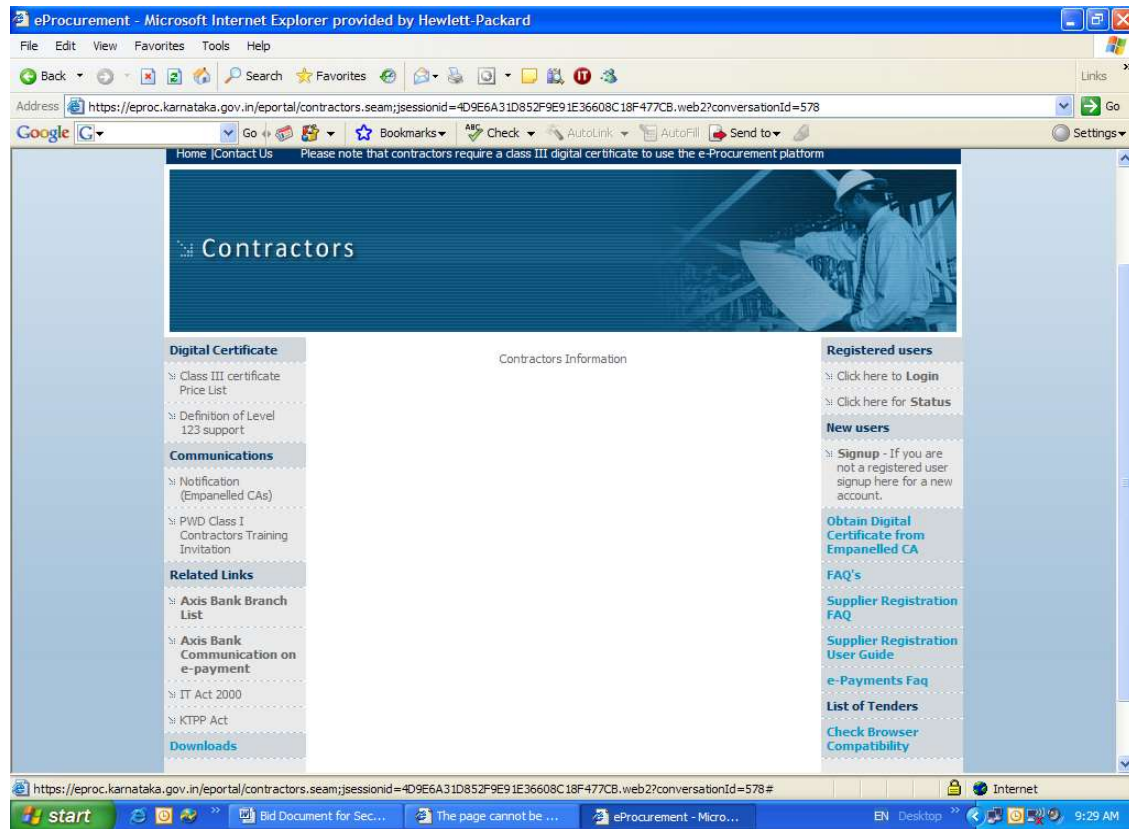 eProcurement - Microsoft Internet Explorer provided by Hewlett-Packard
File Edit View Favorites Tools Help
Back Search Favorites Links
Address https://eproc.karnataka.gov.in/eportal/contractors.seam;jsessionid=4D9E6A31D852F9E91E36608C18F477CB.web2?conversationId=578 Go
Google G Go Bookmarks Check AutoLink AutoFill Send to Settings
Home |Contact Us Please note that contractors require a class III digital certificate to use the e-Procurement platform
Contractors
Digital Certificate
Class III certificate
Price List
Definition of Level
123 support
Communications
Notification
(Empanelled CAs)
PWD Class I
Contractors Training
Invitation
Related Links
Axis Bank Branch
List
Axis Bank
Communication on
e-payment
IT Act 2000
KTPP Act
Downloads
Contractors Information
Registered users
Click here to Login
Click here for Status
New users
Signup - If you are
not a registered user
signup here for a new
account.
Obtain Digital
Certificate from
Empanelled CA
FAQ's
Supplier Registration
FAQ
Supplier Registration
User Guide
e-Payments Faq
List of Tenders
Check Browser
Compatibility
https://eproc.karnataka.gov.in/eportal/contractors.seam;jsessionid=4D9E6A31D852F9E91E36608C18F477CB.web2?conversationId=578# Internet
start Bid Document for Sec... The page cannot be ... eProcurement - Micro... EN Desktop 9:29 AM